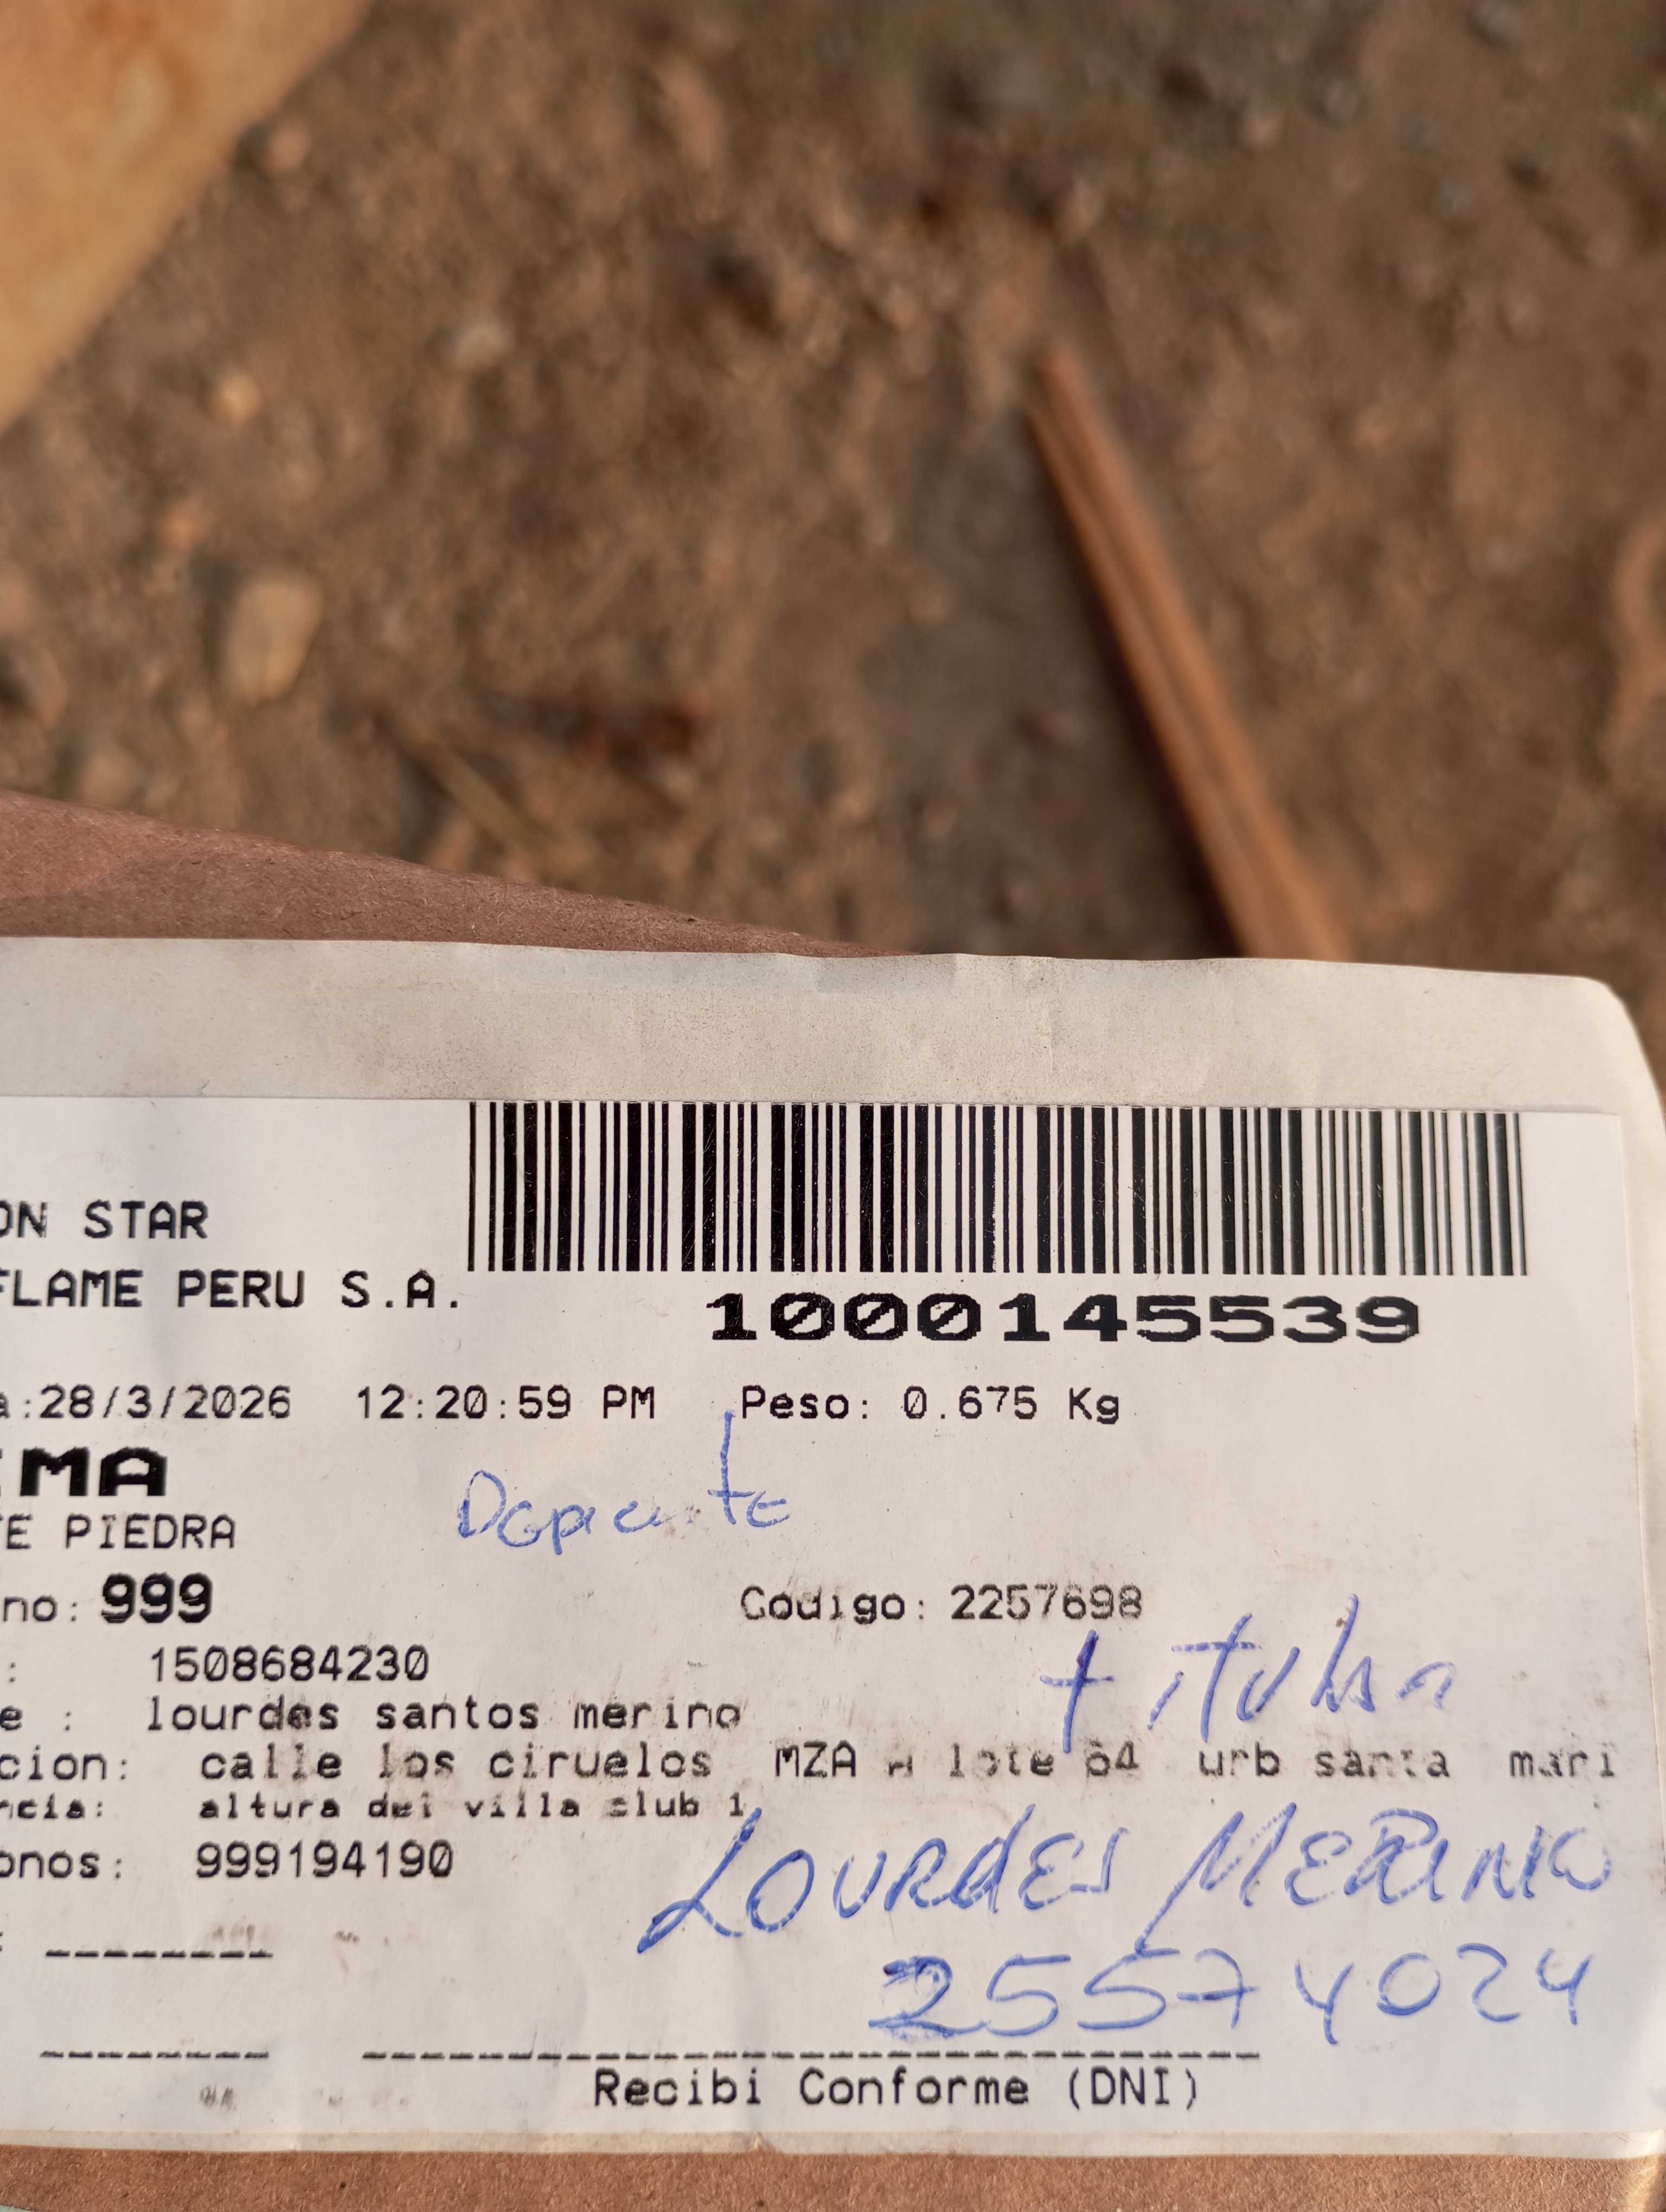 ON STAR
FLAME PERU S.A.
1000145539
a:28/3/2026 12:20:59 PM Peso: 0.675 Kg
IMA
TE PIEDRA
no: 999 Codigo: 2257698
: 1508684230
titular
e : lourdes santos merino
cion: calle los ciruelos MZA A lote 64 urb santa mari
ncia: altura del villa club 1
onos: 999194190
LOURDES MERINO
25574024
Recibi Conforme (DNI)